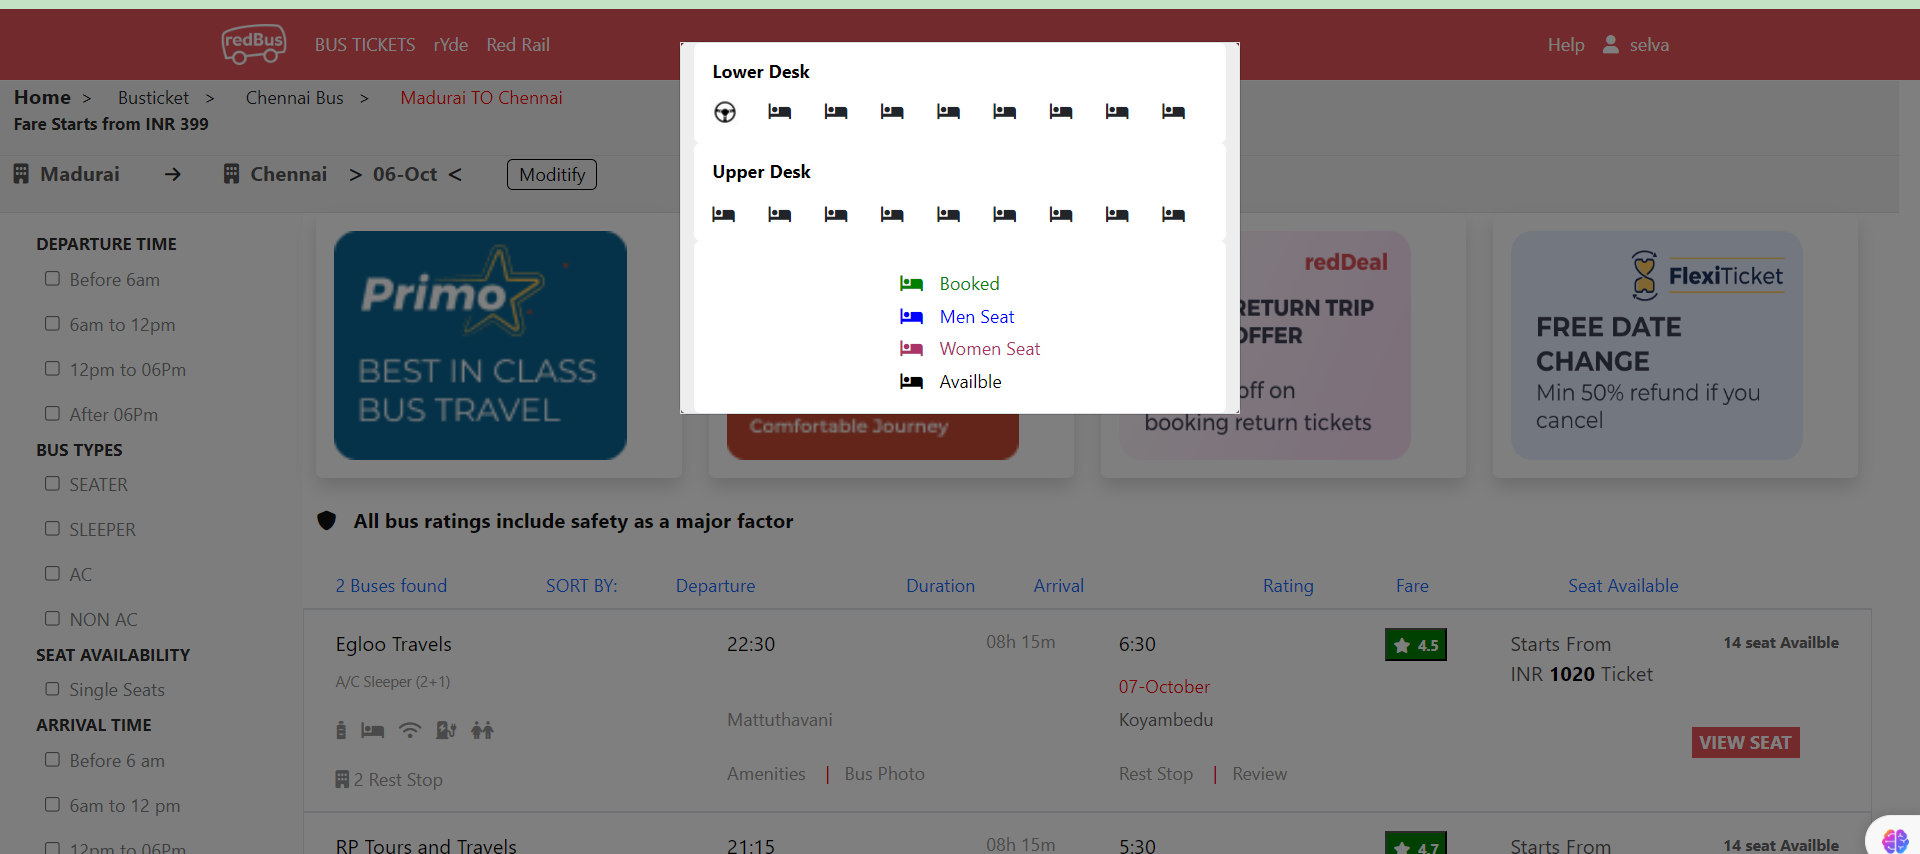 redBus BUS TICKETS rYde Red Rail Help selva
Home > Busticket > Chennai Bus > Madurai TO Chennai
Fare Starts from INR 399
Madurai → Chennai > 06-Oct < Moditify
Lower Desk
Upper Desk
Booked
Men Seat
Women Seat
Availble
DEPARTURE TIME
Before 6am
6am to 12pm
12pm to 06Pm
After 06Pm
BUS TYPES
SEATER
SLEEPER
AC
NON AC
SEAT AVAILABILITY
Single Seats
ARRIVAL TIME
Before 6 am
6am to 12 pm
12pm to 06Pm
Primo
BEST IN CLASS
BUS TRAVEL
Comfortable Journey
redDeal
RETURN TRIP
OFFER
off on
booking return tickets
FlexiTicket
FREE DATE
CHANGE
Min 50% refund if you
cancel
All bus ratings include safety as a major factor
2 Buses found SORT BY: Departure Duration Arrival Rating Fare Seat Available
Egloo Travels 22:30 08h 15m 6:30 4.5 Starts From 14 seat Availble
A/C Sleeper (2+1) 07-October INR 1020 Ticket
Mattuthavani Koyambedu
VIEW SEAT
2 Rest Stop Amenities | Bus Photo Rest Stop | Review
RP Tours and Travels 21:15 08h 15m 5:30 4.7 Starts From 14 seat Availble